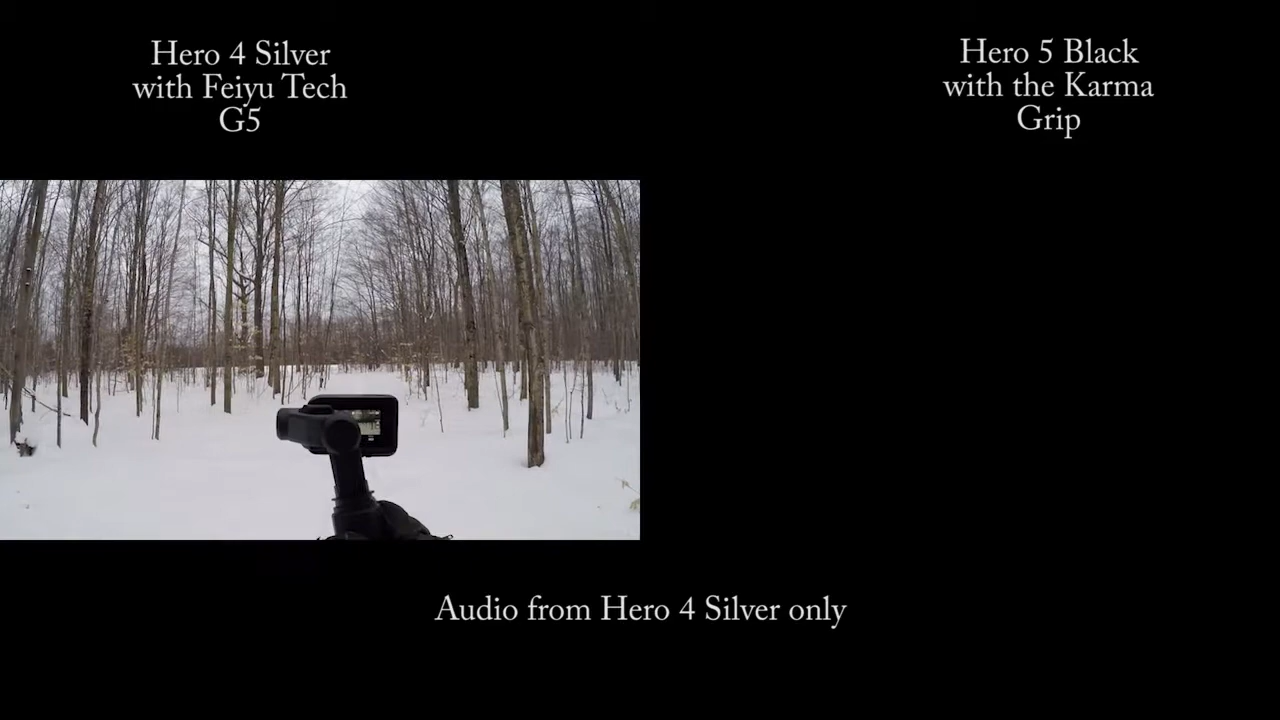 Hero 4 Silver
with Feiyu Tech
G5
Hero 5 Black
with the Karma
Grip
Audio from Hero 4 Silver only